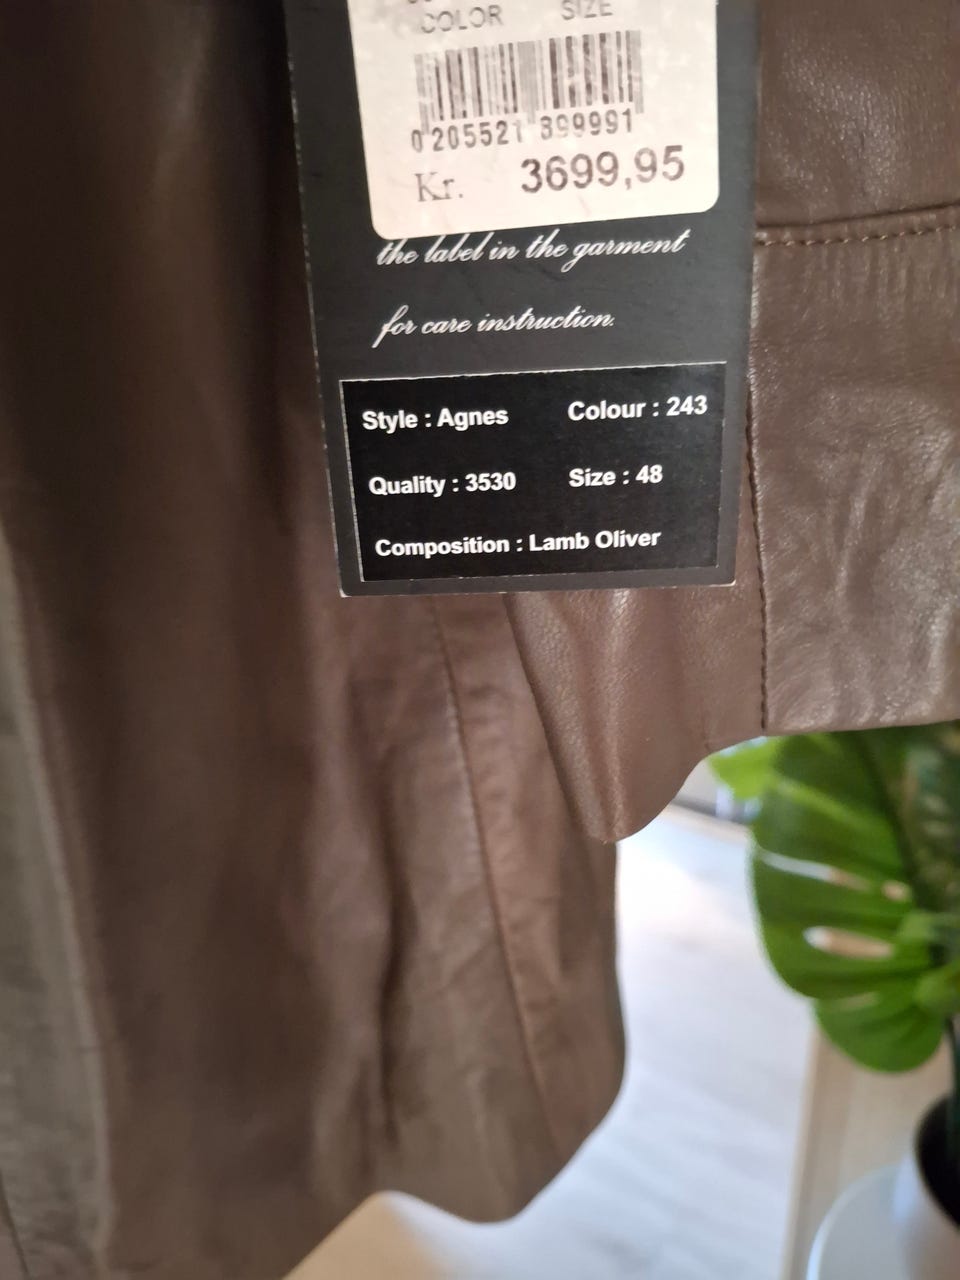 COLOR SIZE
0 205521 899991
Kr. 3699,95
the label in the garment
for care instruction.
Style : Agnes Colour : 243
Quality : 3530 Size : 48
Composition : Lamb Oliver